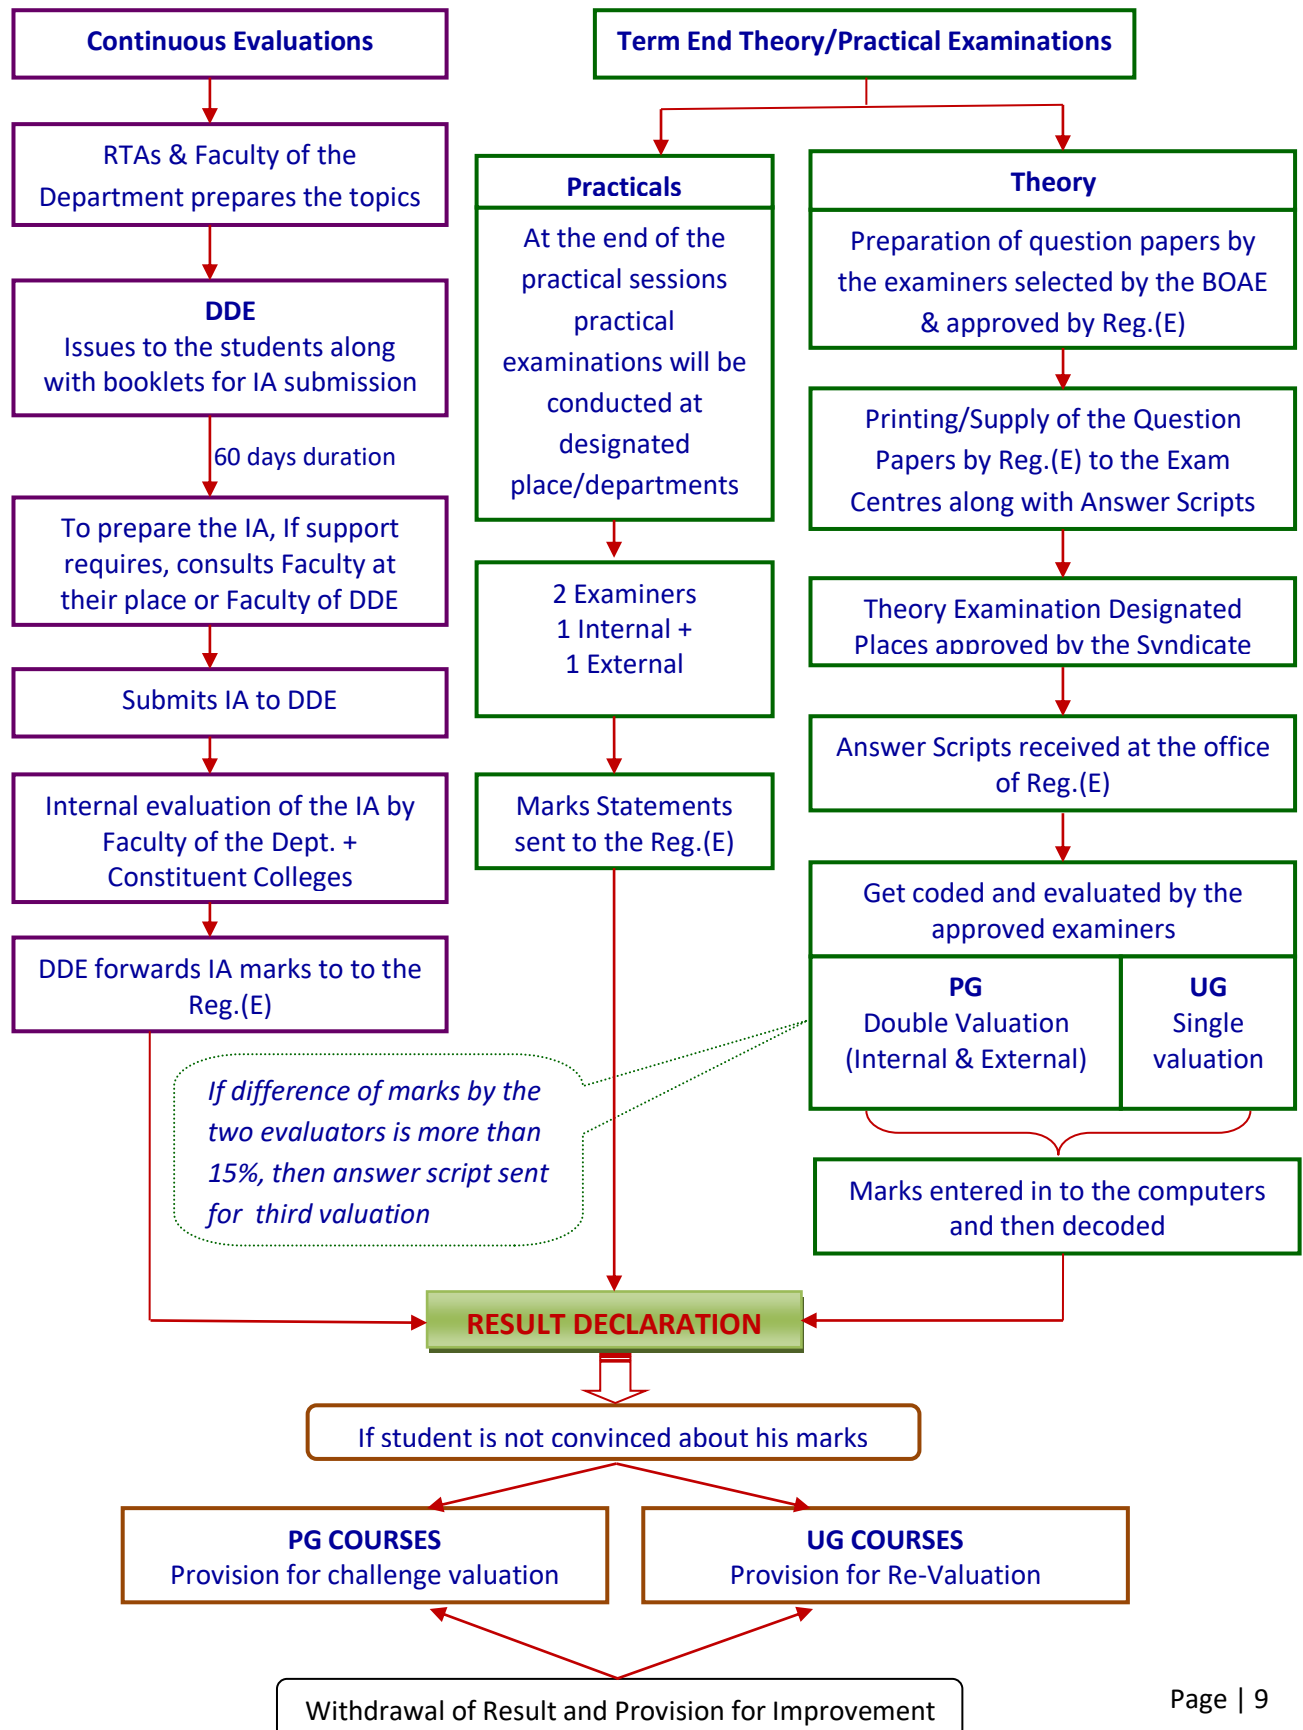 Continuous Evaluations
RTAs & Faculty of the
Department prepares the topics
DDE
Issues to the students along
with booklets for IA submission
60 days duration
To prepare the IA, If support
requires, consults Faculty at
their place or Faculty of DDE
Submits IA to DDE
Internal evaluation of the IA by
Faculty of the Dept. +
Constituent Colleges
DDE forwards IA marks to to the
Reg.(E)
Term End Theory/Practical Examinations
Practicals
At the end of the
practical sessions
practical
examinations will be
conducted at
designated
place/departments
2 Examiners
1 Internal +
1 External
Marks Statements
sent to the Reg.(E)
Theory
Preparation of question papers by
the examiners selected by the BOAE
& approved by Reg.(E)
Printing/Supply of the Question
Papers by Reg.(E) to the Exam
Centres along with Answer Scripts
Theory Examination Designated
Places approved by the Syndicate
Answer Scripts received at the office
of Reg.(E)
Get coded and evaluated by the
approved examiners
PG
Double Valuation
(Internal & External)
UG
Single
valuation
If difference of marks by the
two evaluators is more than
15%, then answer script sent
for third valuation
Marks entered in to the computers
and then decoded
RESULT DECLARATION
If student is not convinced about his marks
PG COURSES
Provision for challenge valuation
UG COURSES
Provision for Re-Valuation
Withdrawal of Result and Provision for Improvement
Page | 9